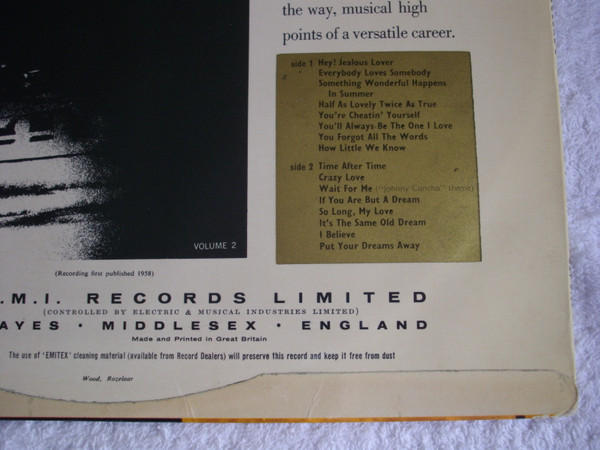 the way, musical high
points of a versatile career.
side 1 Hey! Jealous Lover
Everybody Loves Somebody
Something Wonderful Happens
In Summer
Half As Lovely Twice As True
You're Cheatin' Yourself
You'll Always Be The One I Love
You Forgot All The Words
How Little We Know
side 2 Time After Time
Crazy Love
Wait For Me ("Johnny Concha" theme)
If You Are But A Dream
So Long, My Love
It's The Same Old Dream
I Believe
Put Your Dreams Away
VOLUME 2
(Recording first published 1958)
.M.I. RECORDS LIMITED
(CONTROLLED BY ELECTRIC & MUSICAL INDUSTRIES LIMITED)
AYES · MIDDLESEX · ENGLAND
Made and Printed in Great Britain
The use of 'EMITEX' cleaning material (available from Record Dealers) will preserve this record and keep it free from dust
Wood, Rozelaar